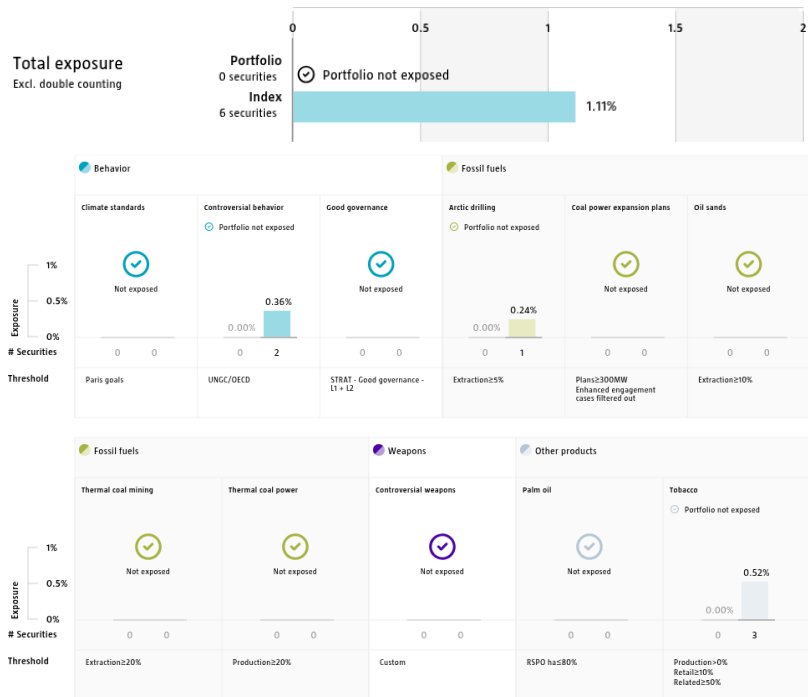 0 0.5 1 1.5 2
Total exposure
Excl. double counting
Portfolio
0 securities
Portfolio not exposed
Index
6 securities
1.11%
Behavior
Fossil fuels
Climate standards
Controversial behavior
Good governance
Arctic drilling
Coal power expansion plans
Oil sands
Portfolio not exposed
Portfolio not exposed
Not exposed
Not exposed
Not exposed
Not exposed
Exposure
1%
0.5%
0%
0.00%
0.36%
0.00%
0.24%
# Securities
0 0
0 2
0 0
0 1
0 0
0 0
Threshold
Paris goals
UNGC/OECD
STRAT - Good governance -
L1 + L2
Extraction≥5%
Plans≥300MW
Enhanced engagement
cases filtered out
Extraction≥10%
Fossil fuels
Weapons
Other products
Thermal coal mining
Thermal coal power
Controversial weapons
Palm oil
Tobacco
Portfolio not exposed
Not exposed
Not exposed
Not exposed
Not exposed
Exposure
1%
0.5%
0%
0.00%
0.52%
# Securities
0 0
0 0
0 0
0 0
0 3
Threshold
Extraction≥20%
Production≥20%
Custom
RSPO ha≤80%
Production>0%
Retail≥10%
Related≥50%